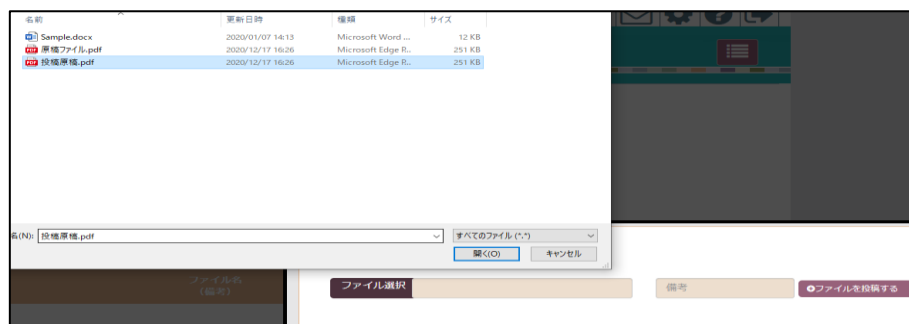 名前 更新日時 種類 サイズ
Sample.docx 2020/01/07 14:13 Microsoft Word ... 12 KB
原稿ファイル.pdf 2020/12/17 16:26 Microsoft Edge R... 251 KB
投稿原稿.pdf 2020/12/17 16:26 Microsoft Edge R... 251 KB
名(N): 投稿原稿.pdf すべてのファイル (*.*)
開く(O) キャンセル
ファイル名
(備考)
ファイル選択 備考 ファイルを投稿する